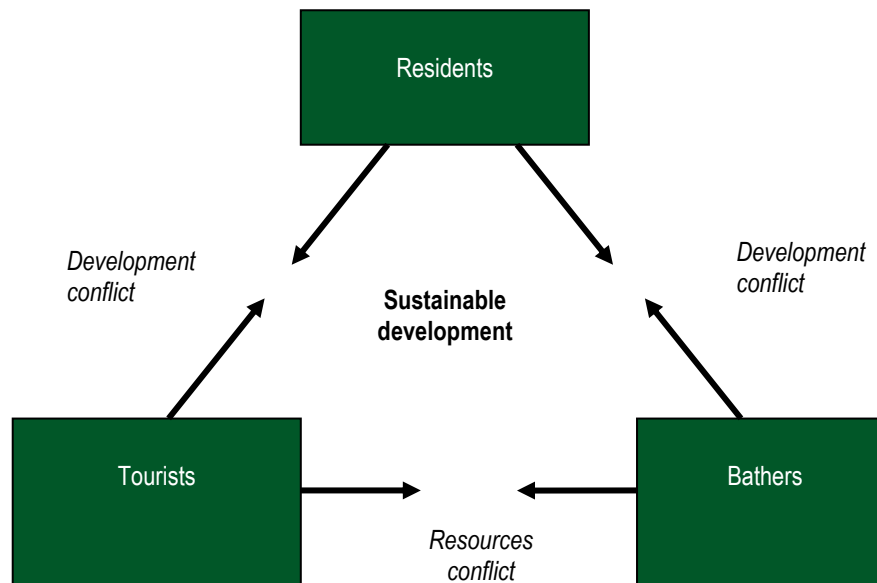 Residents
Development
conflict
Development
conflict
Sustainable
development
Tourists
Bathers
Resources
conflict